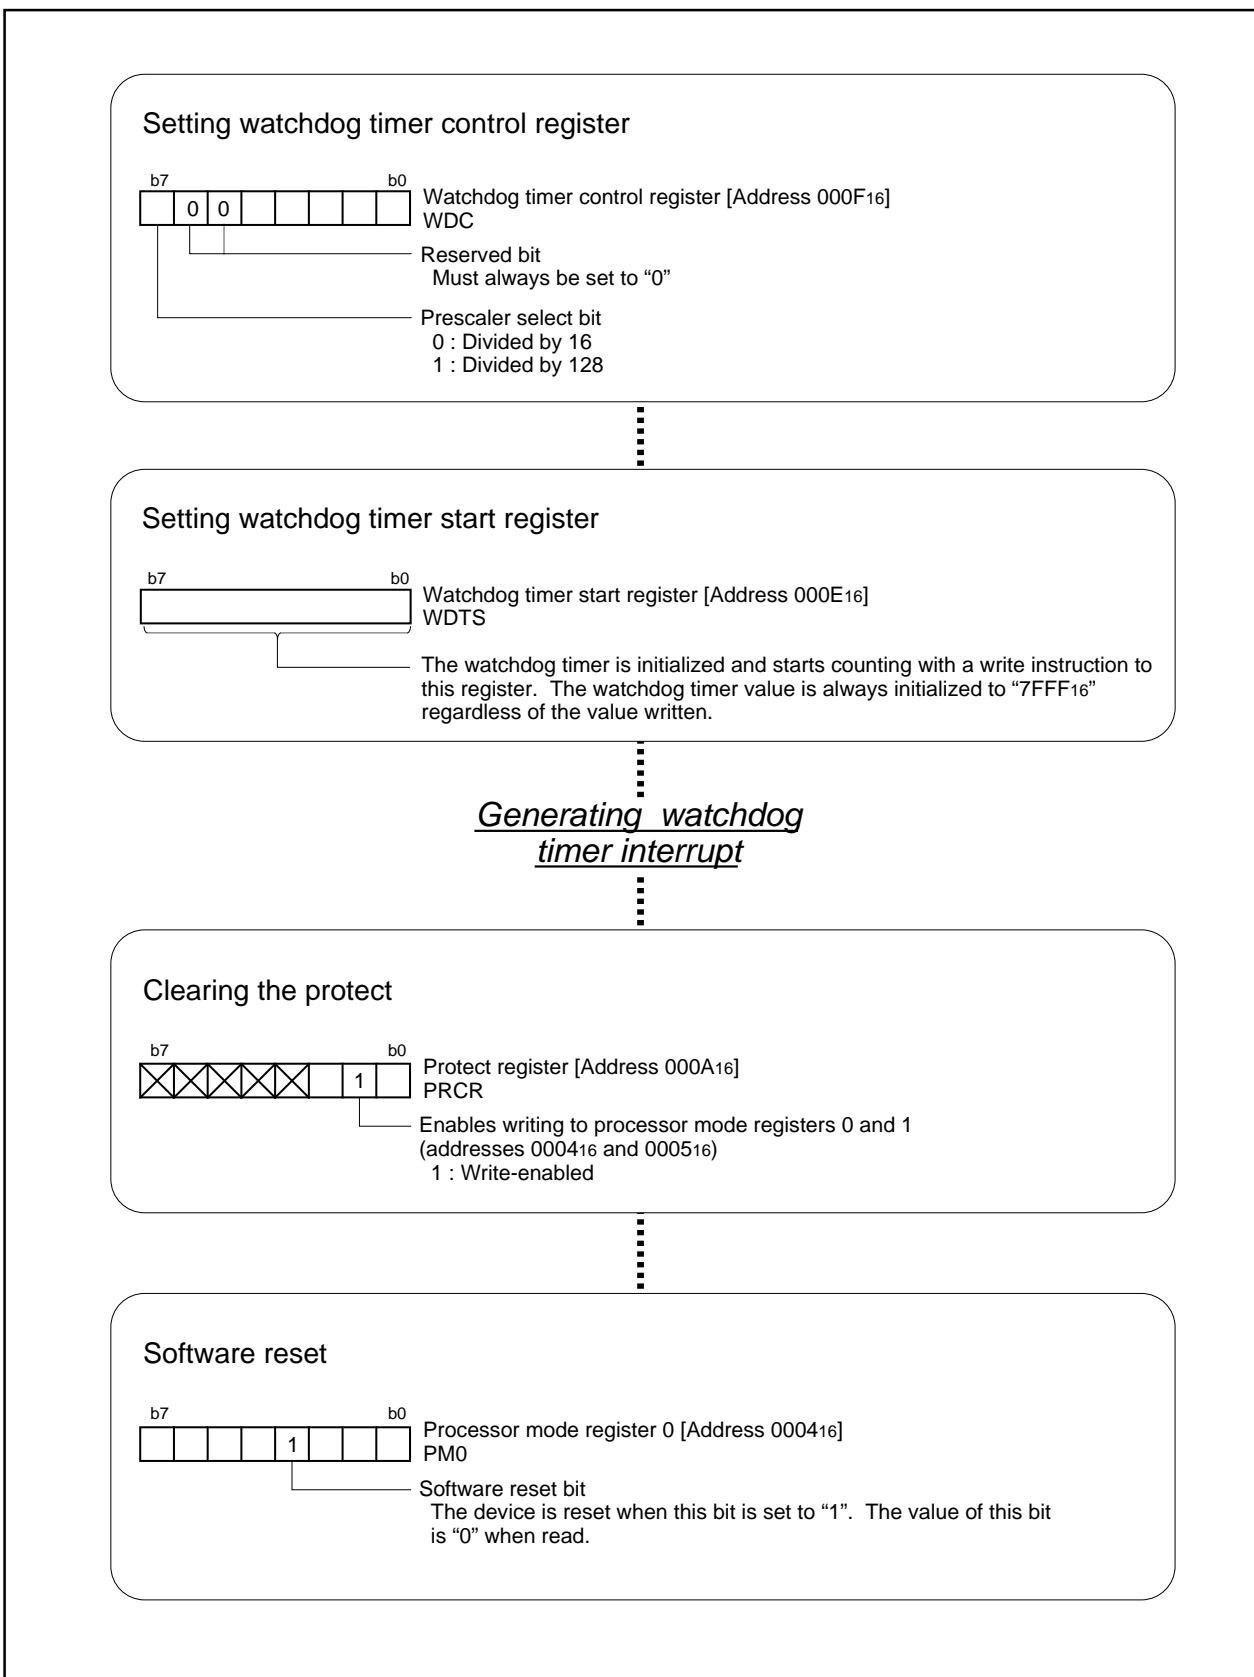 Setting watchdog timer control register
b7 b0
0 0
Watchdog timer control register [Address 000F16]
WDC
Reserved bit
Must always be set to “0”
Prescaler select bit
0 : Divided by 16
1 : Divided by 128
Setting watchdog timer start register
b7 b0
Watchdog timer start register [Address 000E16]
WDTS
The watchdog timer is initialized and starts counting with a write instruction to
this register. The watchdog timer value is always initialized to “7FFF16”
regardless of the value written.
Generating watchdog
timer interrupt
Clearing the protect
b7 b0
1
Protect register [Address 000A16]
PRCR
Enables writing to processor mode registers 0 and 1
(addresses 000416 and 000516)
1 : Write-enabled
Software reset
b7 b0
1
Processor mode register 0 [Address 000416]
PM0
Software reset bit
The device is reset when this bit is set to “1”. The value of this bit
is “0” when read.